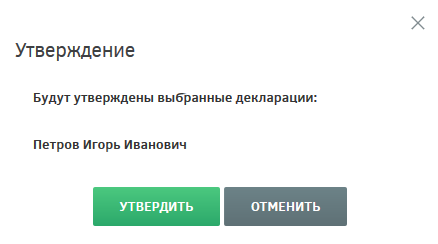 Утверждение
Будут утверждены выбранные декларации:
Петров Игорь Иванович
УТВЕРДИТЬ ОТМЕНИТЬ